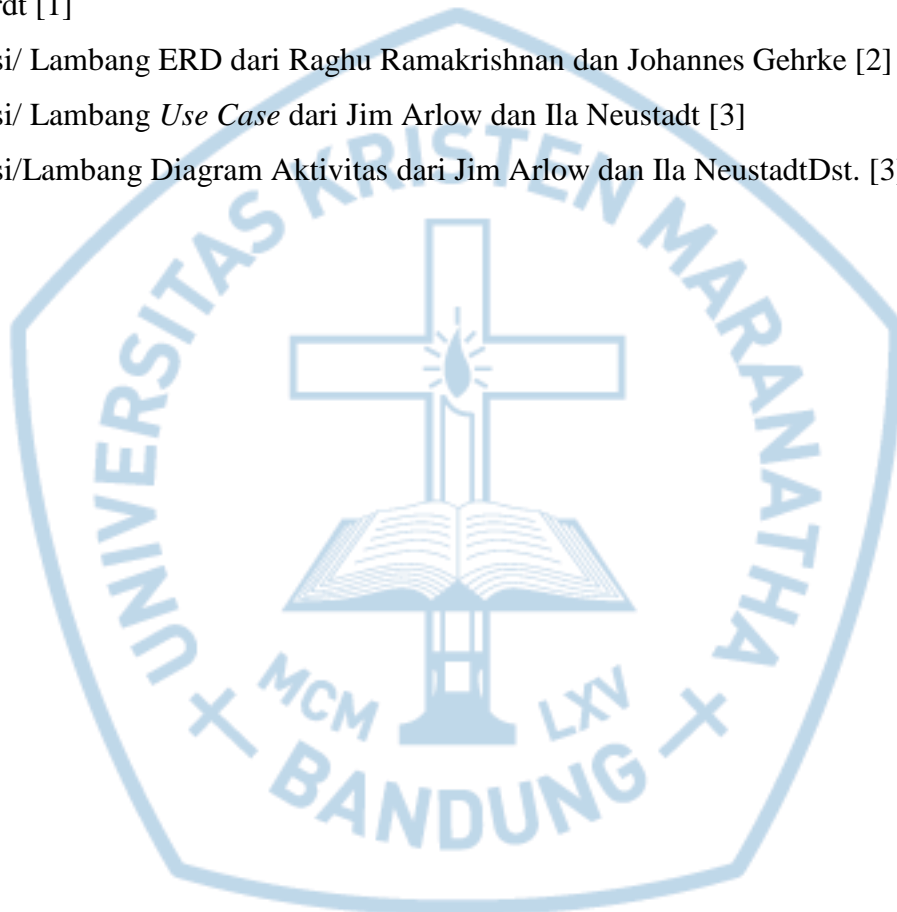 rdt [1]
si/ Lambang ERD dari Raghu Ramakrishnan dan Johannes Gehrke [2]
si/ Lambang Use Case dari Jim Arlow dan Ila Neustadt [3]
si/Lambang Diagram Aktivitas dari Jim Arlow dan Ila NeustadtDst. [3]
UNIVERSITAS KRISTEN MARANATHA
MCM LXV
BANDUNG